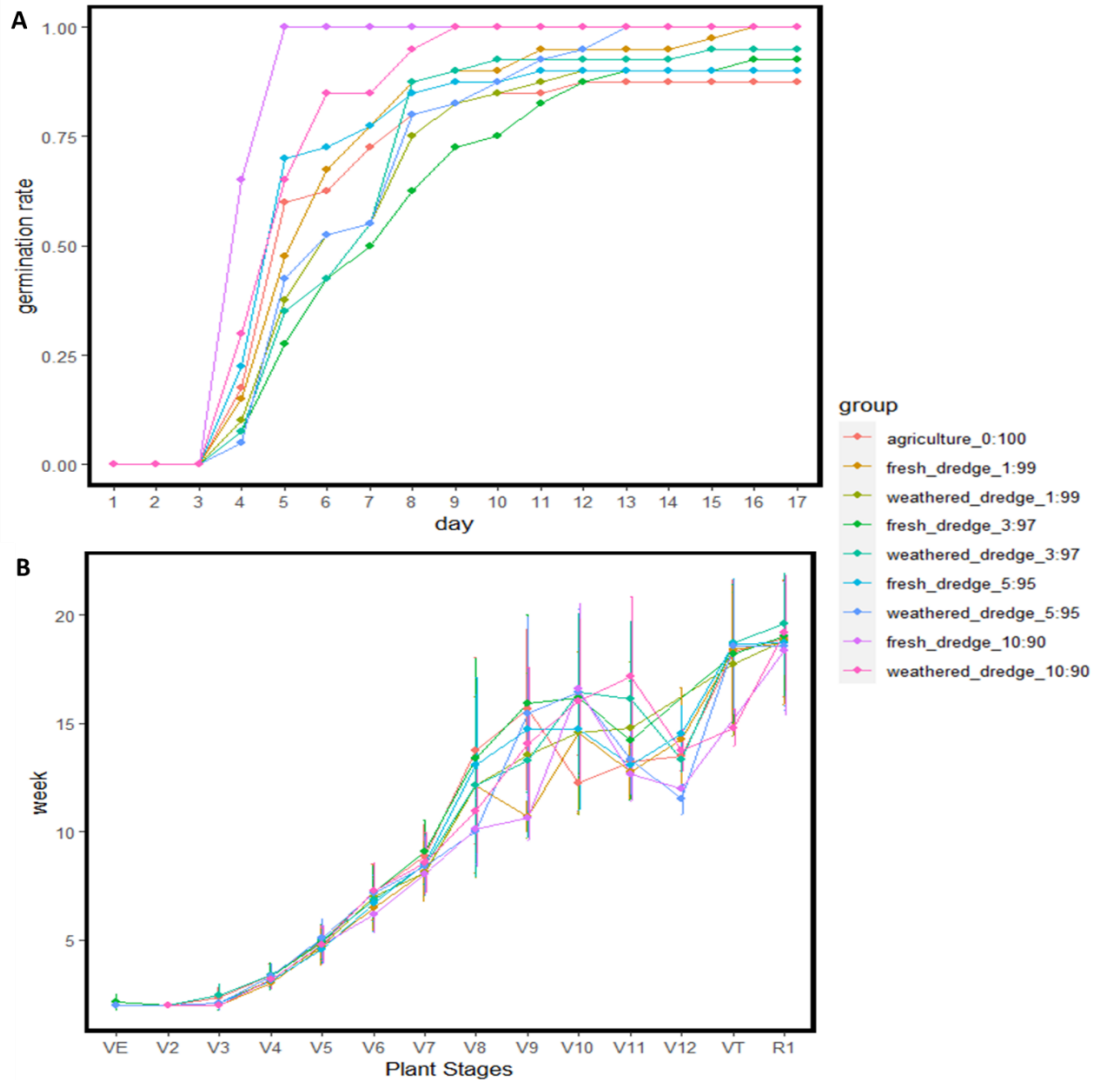 A
1.00
0.75
0.50
0.25
0.00
germination rate
1 2 3 4 5 6 7 8 9 10 11 12 13 14 15 16 17
day
group
agriculture_0:100
fresh_dredge_1:99
weathered_dredge_1:99
fresh_dredge_3:97
weathered_dredge_3:97
fresh_dredge_5:95
weathered_dredge_5:95
fresh_dredge_10:90
weathered_dredge_10:90
B
20
15
10
5
week
VE V2 V3 V4 V5 V6 V7 V8 V9 V10 V11 V12 VT R1
Plant Stages